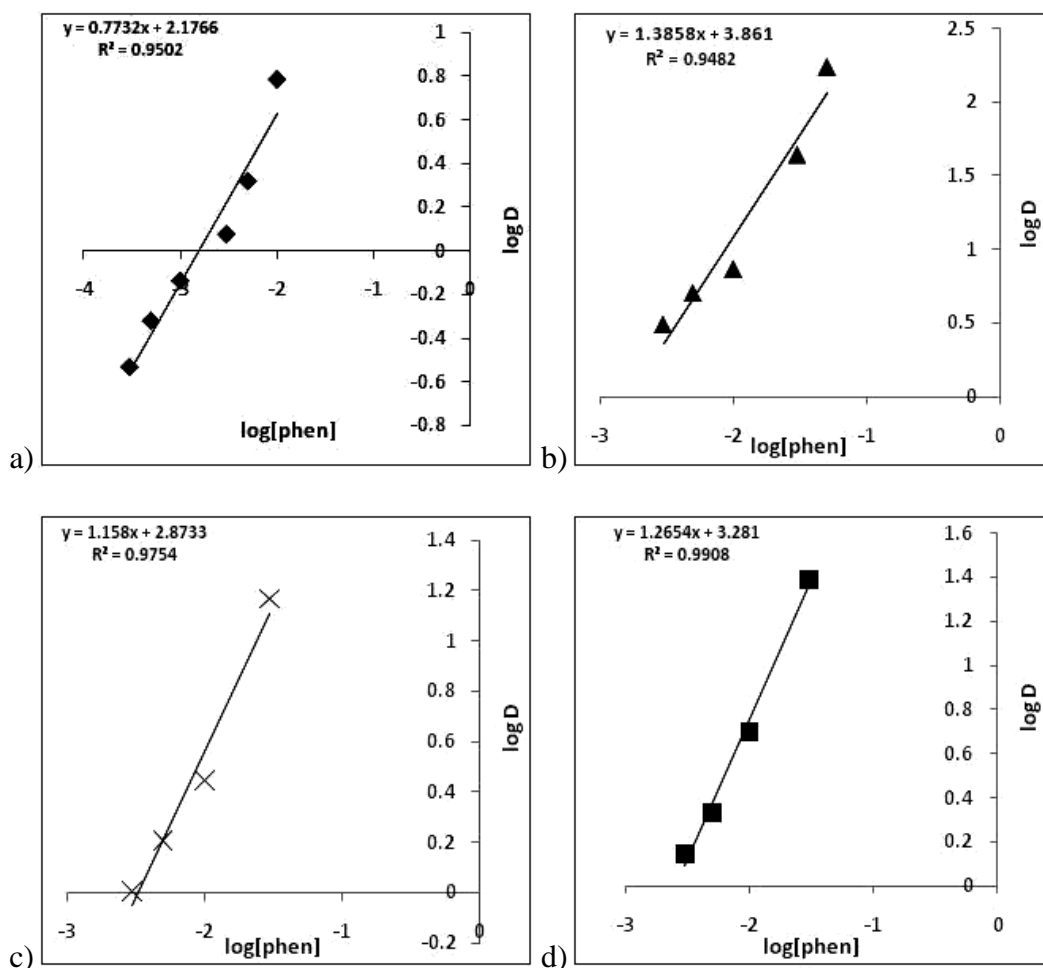 a)
y = 0.7732x + 2.1766
R² = 0.9502
1
0.8
0.6
0.4
0.2
0
-0.2
-0.4
-0.6
-0.8
-4
-3
-2
-1
0
log[phen]
logD
b)
y = 1.3858x + 3.861
R² = 0.9482
2.5
2
1.5
1
0.5
0
-3
-2
-1
0
log[phen]
logD
c)
y = 1.158x + 2.8733
R² = 0.9754
1.4
1.2
1
0.8
0.6
0.4
0.2
0
-0.2
-3
-2
-1
0
log[phen]
logD
d)
y = 1.2654x + 3.281
R² = 0.9908
1.6
1.4
1.2
1
0.8
0.6
0.4
0.2
0
-3
-2
-1
0
log[phen]
logD